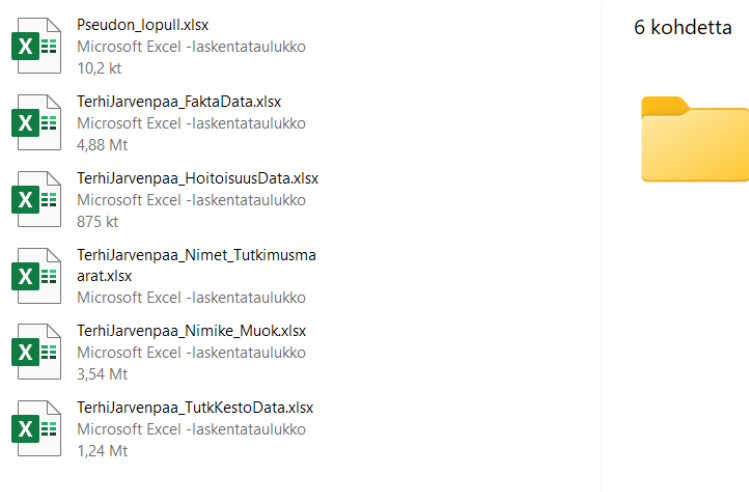 Pseudon_lopull.xlsx
Microsoft Excel -laskentataulukko
10,2 kt
TerhiJarvenpaa_FaktaData.xlsx
Microsoft Excel -laskentataulukko
4,88 Mt
TerhiJarvenpaa_HoitoisuusData.xlsx
Microsoft Excel -laskentataulukko
875 kt
TerhiJarvenpaa_Nimet_Tutkimusma
arat.xlsx
Microsoft Excel -laskentataulukko
TerhiJarvenpaa_Nimike_Muok.xlsx
Microsoft Excel -laskentataulukko
3,54 Mt
TerhiJarvenpaa_TutkKestoData.xlsx
Microsoft Excel -laskentataulukko
1,24 Mt
6 kohdetta